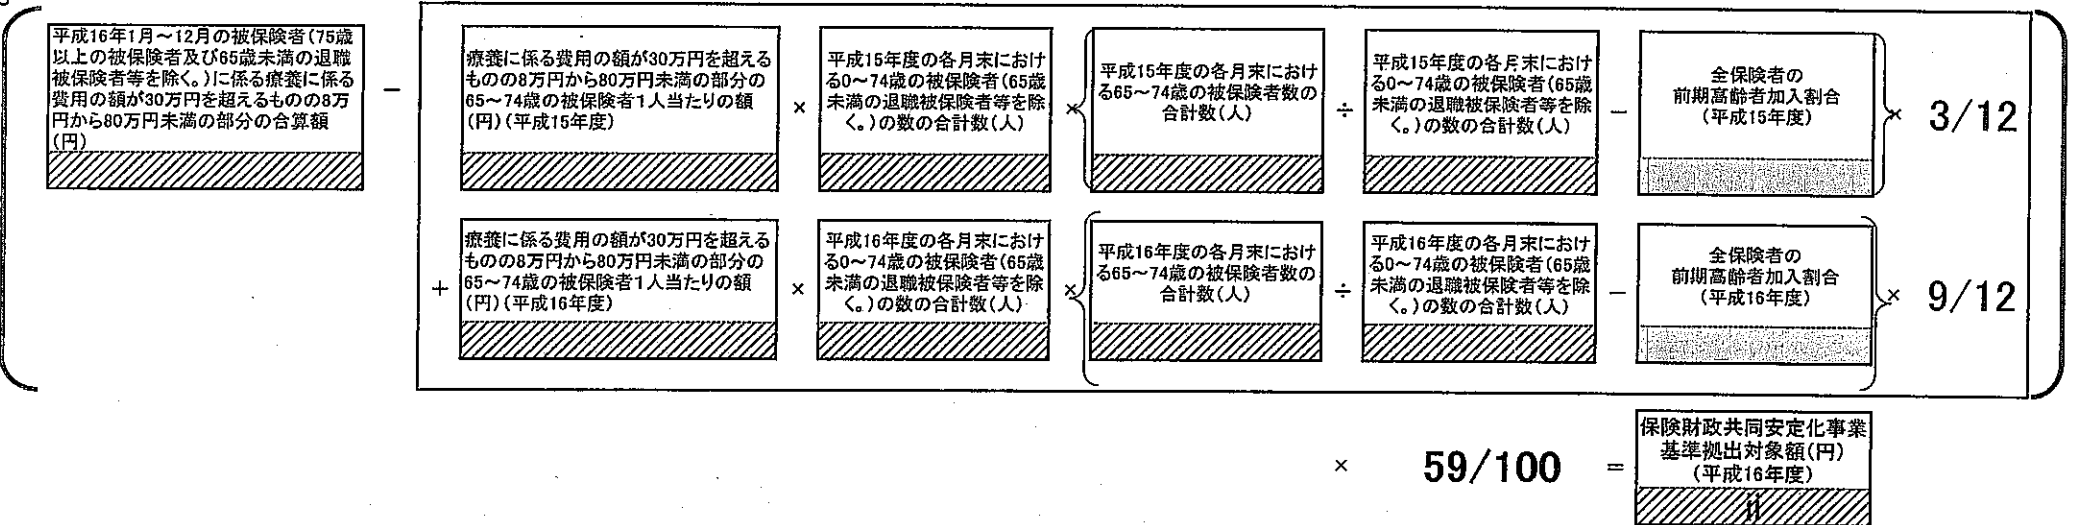 平成16年1月～12月の被保険者(75歳
以上の被保険者及び65歳未満の退職
被保険者等を除く。)に係る療養に係る
費用の額が30万円を超えるものの8万
円から80万円未満の部分の合算額
(円)
－
療養に係る費用の額が30万円を超える
ものの8万円から80万円未満の部分の
65～74歳の被保険者1人当たりの額
(円)(平成15年度)
×
平成15年度の各月末におけ
る0～74歳の被保険者(65歳
未満の退職被保険者等を除
く。)の数の合計数(人)
×
平成15年度の各月末におけ
る65～74歳の被保険者数の
合計数(人)
÷
平成15年度の各月末におけ
る0～74歳の被保険者(65歳
未満の退職被保険者等を除
く。)の数の合計数(人)
－
全保険者の
前期高齢者加入割合
(平成15年度)
× 3/12
＋
療養に係る費用の額が30万円を超える
ものの8万円から80万円未満の部分の
65～74歳の被保険者1人当たりの額
(円)(平成16年度)
×
平成16年度の各月末におけ
る0～74歳の被保険者(65歳
未満の退職被保険者等を除
く。)の数の合計数(人)
×
平成16年度の各月末におけ
る65～74歳の被保険者数の
合計数(人)
÷
平成16年度の各月末におけ
る0～74歳の被保険者(65歳
未満の退職被保険者等を除
く。)の数の合計数(人)
－
全保険者の
前期高齢者加入割合
(平成16年度)
× 9/12
× 59/100 ＝
保険財政共同安定化事業
基準拠出対象額(円)
(平成16年度)
ii